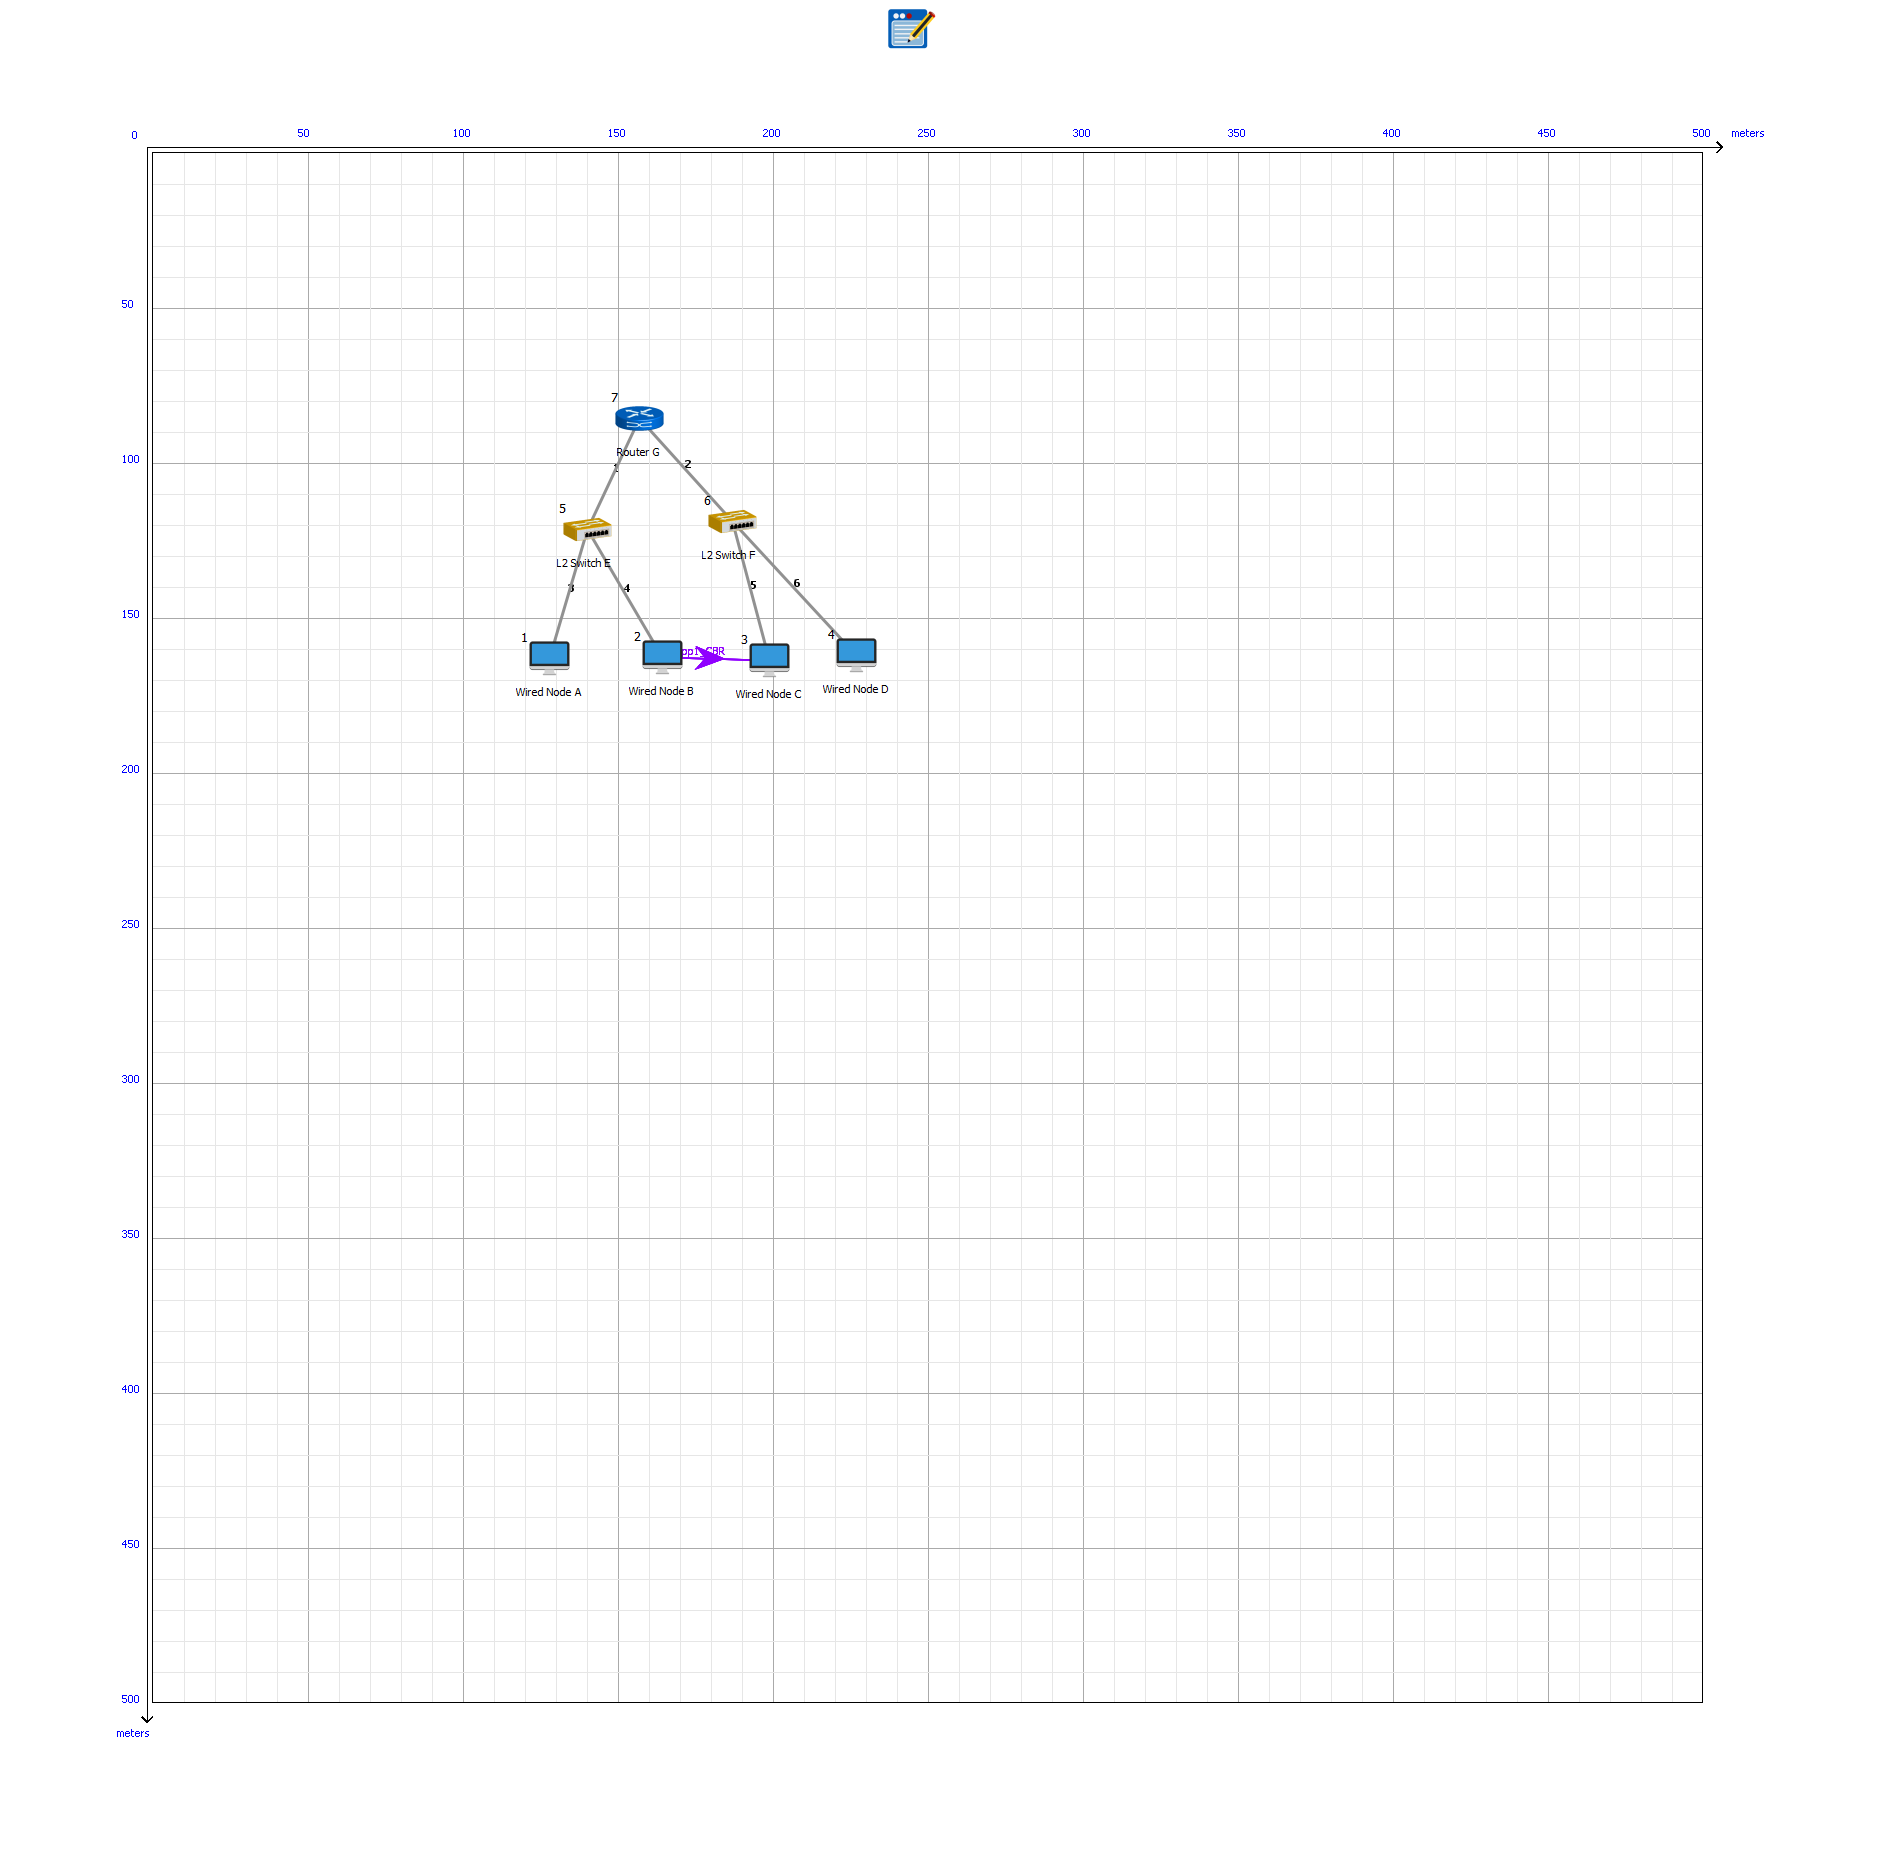 0 50 100 150 200 250 300 350 400 450 500 meters
50
7
Router G
100
2
6
5
L2 Switch F
L2 Switch E
3 4 5 6
150
1 2 3 4
CBR
Wired Node A Wired Node B Wired Node C Wired Node D
200
250
300
350
400
450
500
meters